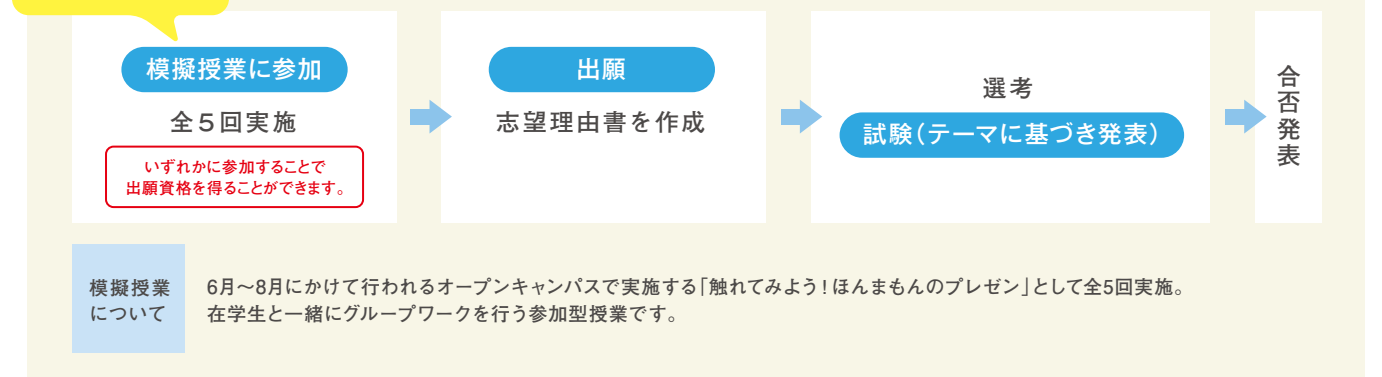 模擬授業に参加
全5回実施
いずれかに参加することで
出願資格を得ることができます。
出願
志望理由書を作成
選考
試験(テーマに基づき発表)
合否発表
模擬授業
について
6月〜8月にかけて行われるオープンキャンパスで実施する「触れてみよう!ほんまもんのプレゼン」として全5回実施。
在学生と一緒にグループワークを行う参加型授業です。